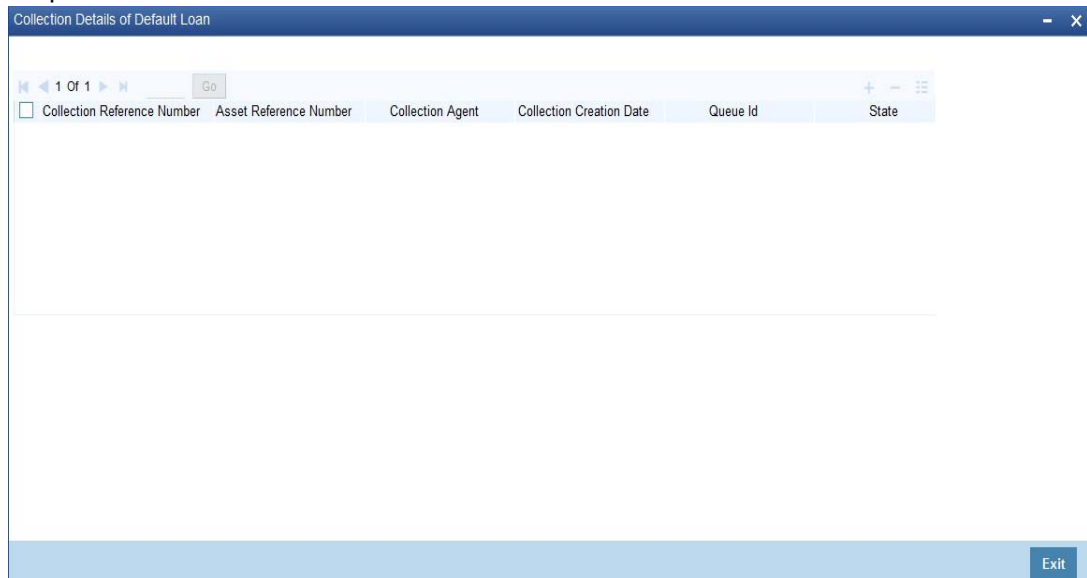 Collection Details of Default Loan
1 Of 1 Go
Collection Reference Number Asset Reference Number Collection Agent Collection Creation Date Queue Id State
Exit